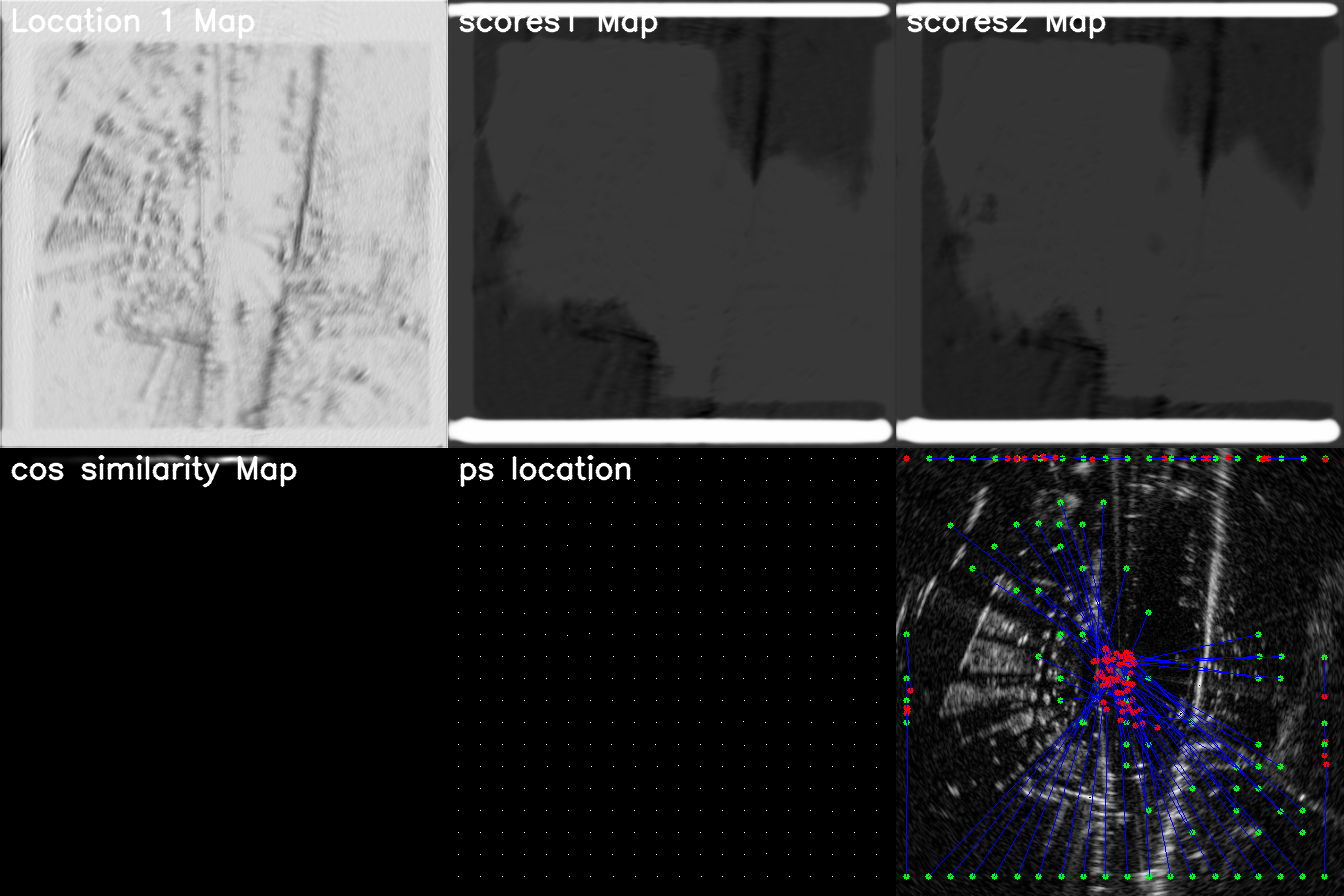 Location 1 Map
scores1 Map
scores2 Map
cos similarity Map
ps location